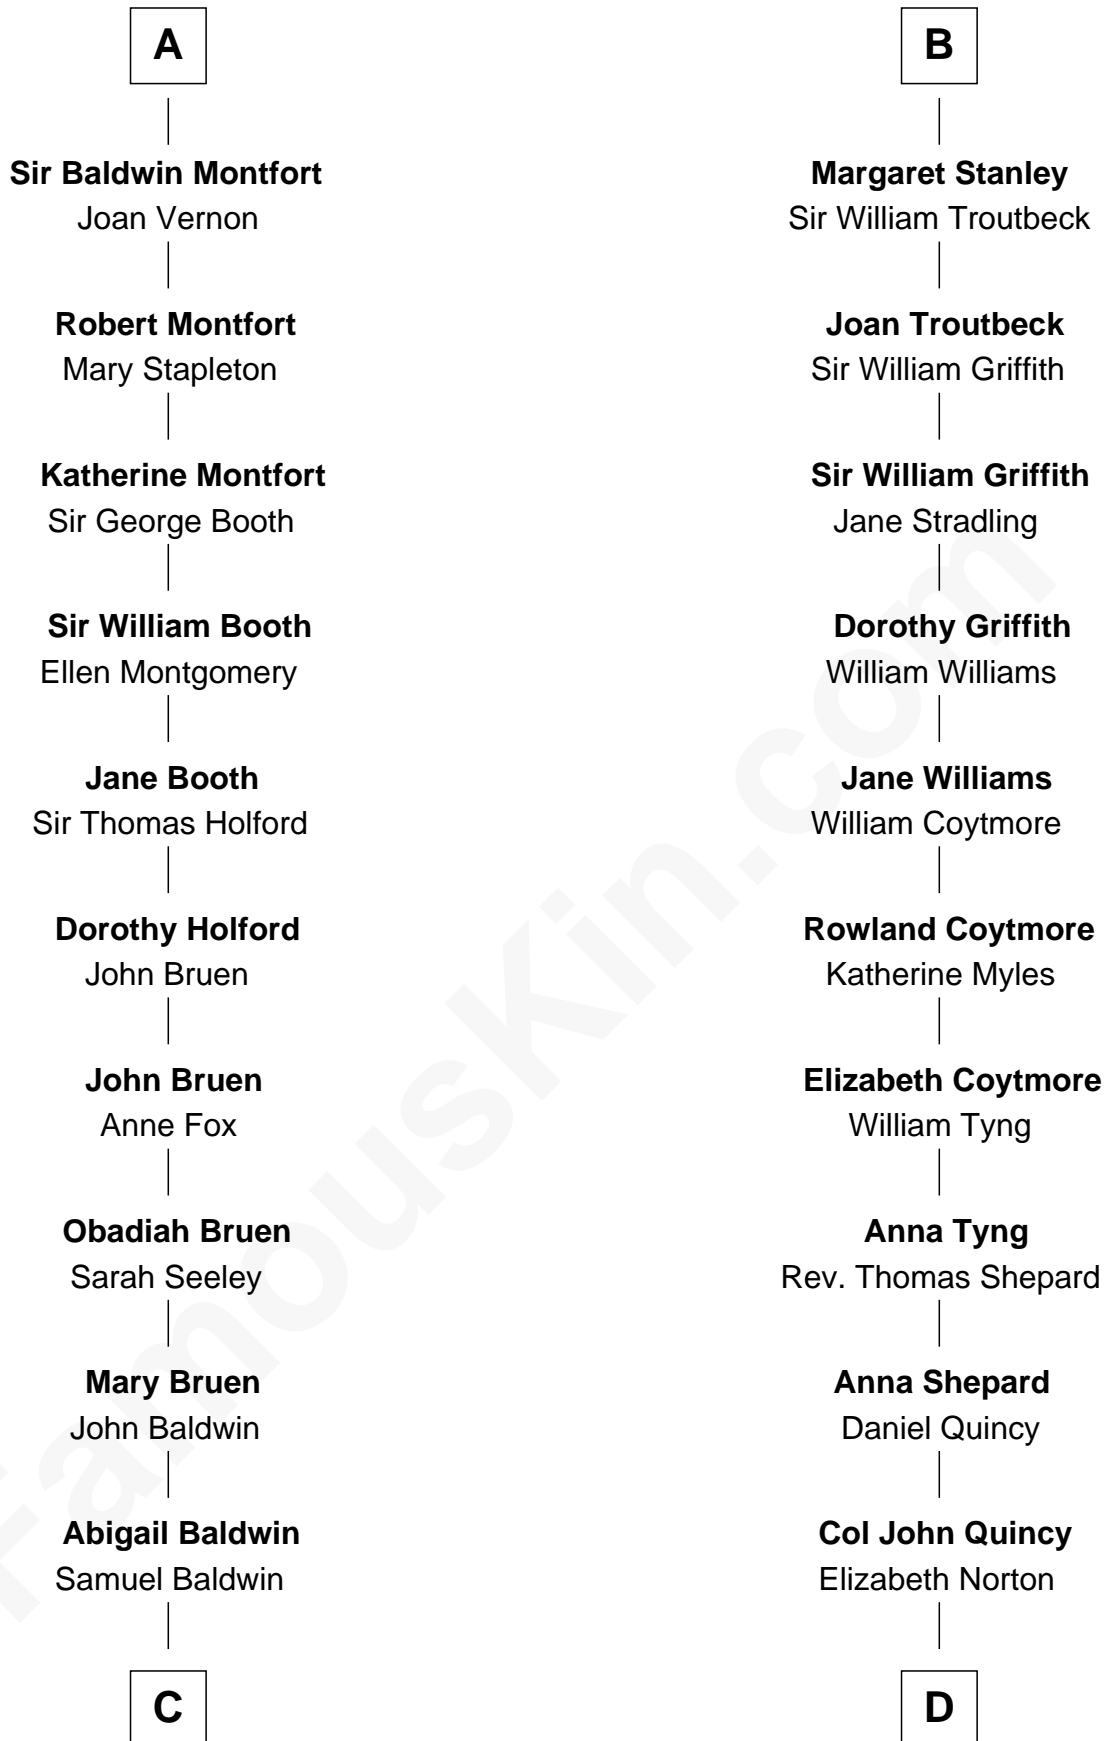 A
Sir Baldwin Montfort
Joan Vernon
Robert Montfort
Mary Stapleton
Katherine Montfort
Sir George Booth
Sir William Booth
Ellen Montgomery
Jane Booth
Sir Thomas Holford
Dorothy Holford
John Bruen
John Bruen
Anne Fox
Obadiah Bruen
Sarah Seeley
Mary Bruen
John Baldwin
Abigail Baldwin
Samuel Baldwin
C
B
Margaret Stanley
Sir William Troutbeck
Joan Troutbeck
Sir William Griffith
Sir William Griffith
Jane Stradling
Dorothy Griffith
William Williams
Jane Williams
William Coytmore
Rowland Coytmore
Katherine Myles
Elizabeth Coytmore
William Tyng
Anna Tyng
Rev. Thomas Shepard
Anna Shepard
Daniel Quincy
Col John Quincy
Elizabeth Norton
D
FamousKin.com